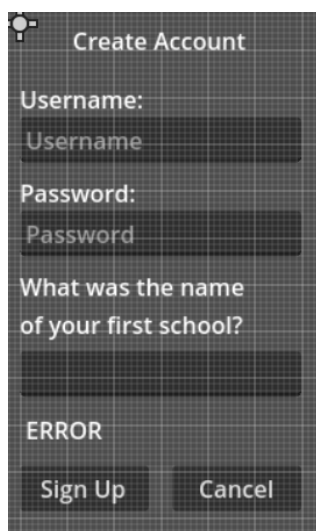 Create Account
Username:
Username
Password:
Password
What was the name
of your first school?
ERROR
Sign Up Cancel